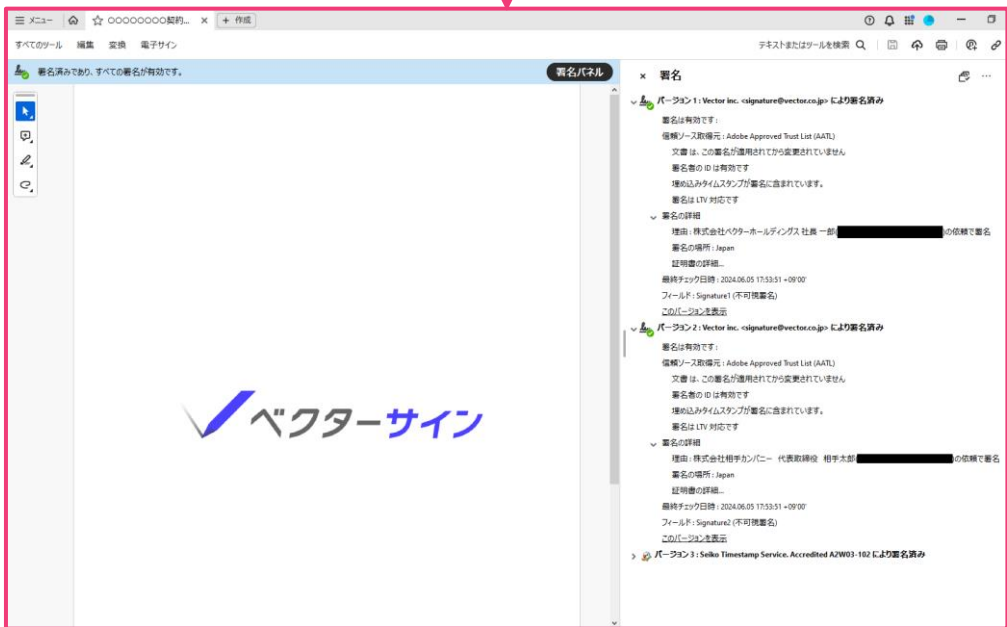 メニュー ☆ 〇〇〇〇〇〇〇〇契約... × + 作成
すべてのツール 編集 変換 電子サイン テキストまたはツールを検索
署名済みであり、すべての署名が有効です。 署名パネル
× 署名 ...
バージョン 1 : Vector inc. <signature@vector.co.jp> により署名済み
署名は有効です :
信頼ソース取得元 : Adobe Approved Trust List (AATL)
文書 は、この署名が適用されてから変更されていません
署名者の ID は有効です
埋め込みタイムスタンプが署名に含まれています。
署名は LTV 対応です
署名の詳細
理由 : 株式会社ベクターホールディングス 社長 一郎( )の依頼で署名
署名の場所 : Japan
証明書の詳細...
最終チェック日時 : 2024.06.05 17:53:51 +09'00'
フィールド : Signature1 (不可視署名)
このバージョンを表示
バージョン 2 : Vector inc. <signature@vector.co.jp> により署名済み
署名は有効です :
信頼ソース取得元 : Adobe Approved Trust List (AATL)
文書 は、この署名が適用されてから変更されていません
署名者の ID は有効です
埋め込みタイムスタンプが署名に含まれています。
署名は LTV 対応です
署名の詳細
理由 : 株式会社相手カンパニー 代表取締役 相手太郎( )の依頼で署名
署名の場所 : Japan
証明書の詳細...
最終チェック日時 : 2024.06.05 17:53:51 +09'00'
フィールド : Signature2 (不可視署名)
このバージョンを表示
バージョン 3 : Seiko Timestamp Service. Accredited A2W03-102 により署名済み
ベクターサイン